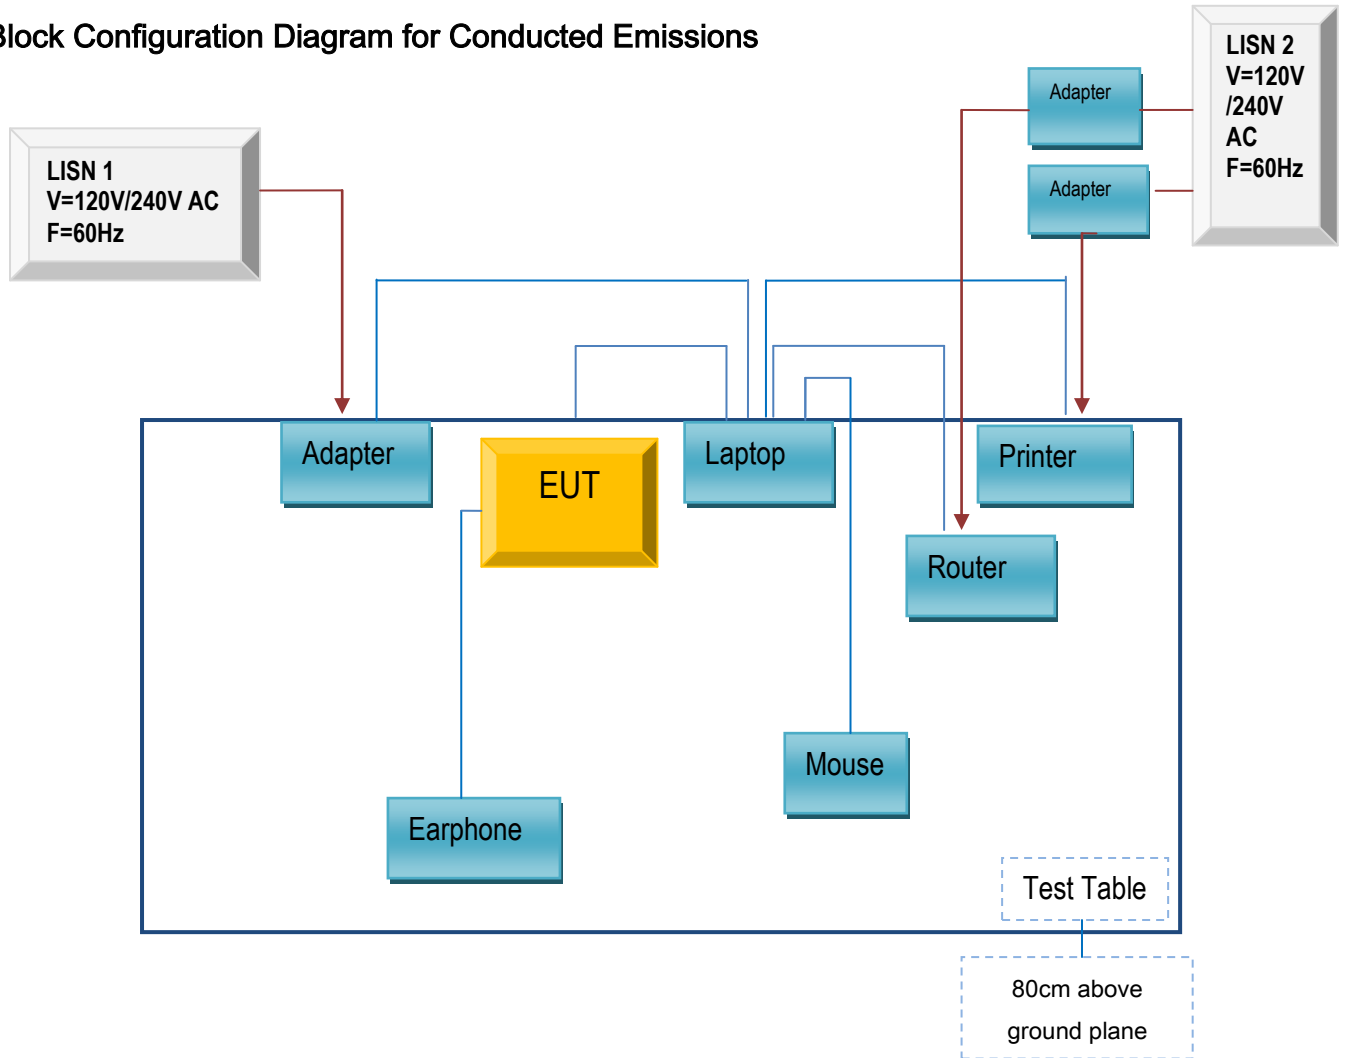 Block Configuration Diagram for Conducted Emissions
LISN 1
V=120V/240V AC
F=60Hz
Adapter
Adapter
LISN 2
V=120V
/240V
AC
F=60Hz
Adapter
EUT
Laptop
Printer
Router
Mouse
Earphone
Test Table
80cm above
ground plane